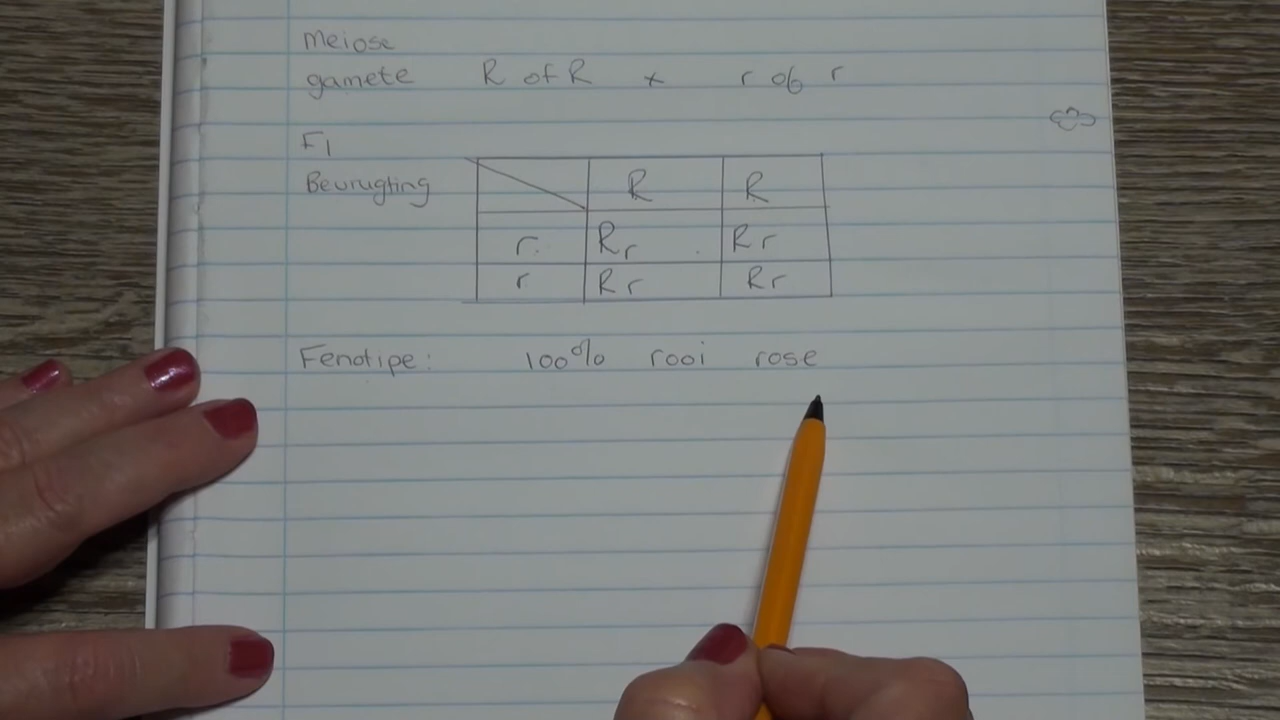 Meiose
gamete R of R x r of r
F1
Bevrugting
R R
r Rr Rr
r Rr Rr
Fenotipe: 100% rooi rose